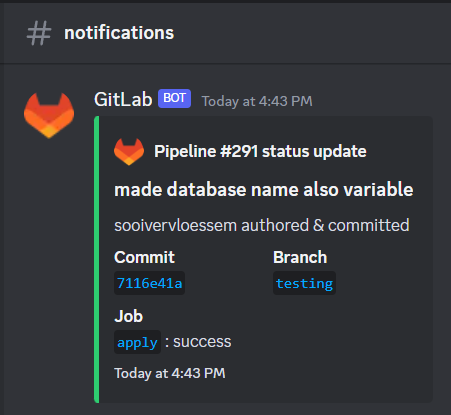 # notifications
GitLab BOT Today at 4:43 PM
Pipeline #291 status update
made database name also variable
sooivervloessem authored & committed
Commit Branch
7116e41a testing
Job
apply : success
Today at 4:43 PM